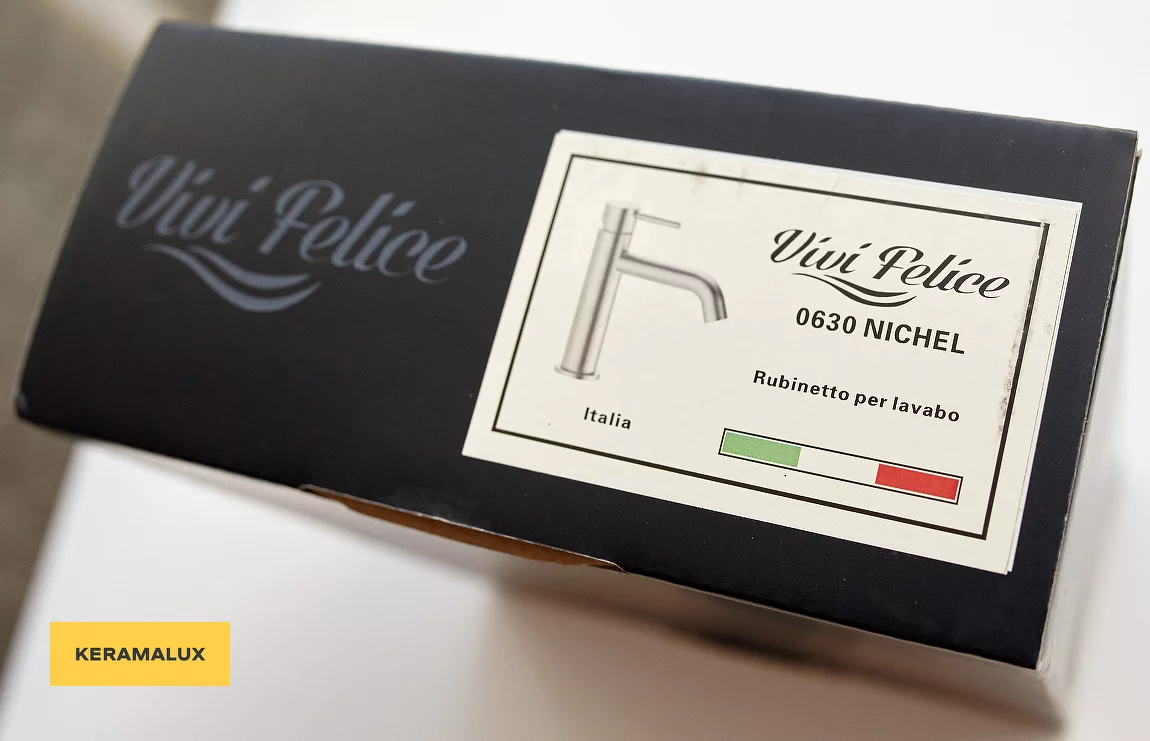 Vivi Felice
Vivi Felice
0630 NICHEL
Rubinetto per lavabo
Italia
KERAMALUX